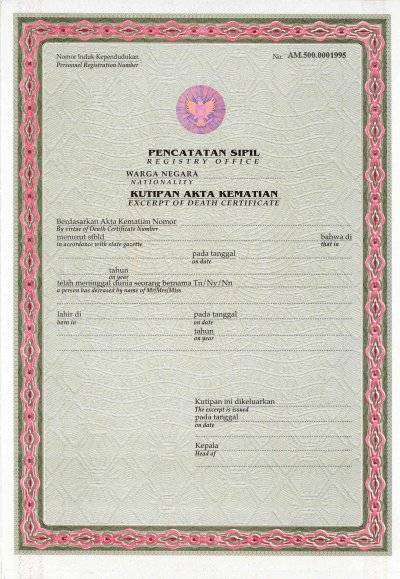 Nomor Induk Kependudukan
Personnel Registration Number
No. AM.500.0001995
PENCATATAN SIPIL
REGISTRY OFFICE
WARGA NEGARA
NATIONALITY
KUTIPAN AKTA KEMATIAN
EXCERPT OF DEATH CERTIFICATE
Berdasarkan Akta Kematian Nomor
By virtue of Death Certificate Number
menurut stbld bahwa di
in accordance with state gazette that in
pada tanggal
on date
tahun
on year
telah meninggal dunia seorang bernama Tn/Ny/Nn
a person has deceased by name of Mr/Mrs/Miss
lahir di pada tanggal
born in on date
tahun
on year
Kutipan ini dikeluarkan
The excerpt is issued
pada tanggal
on date
Kepala
Head of